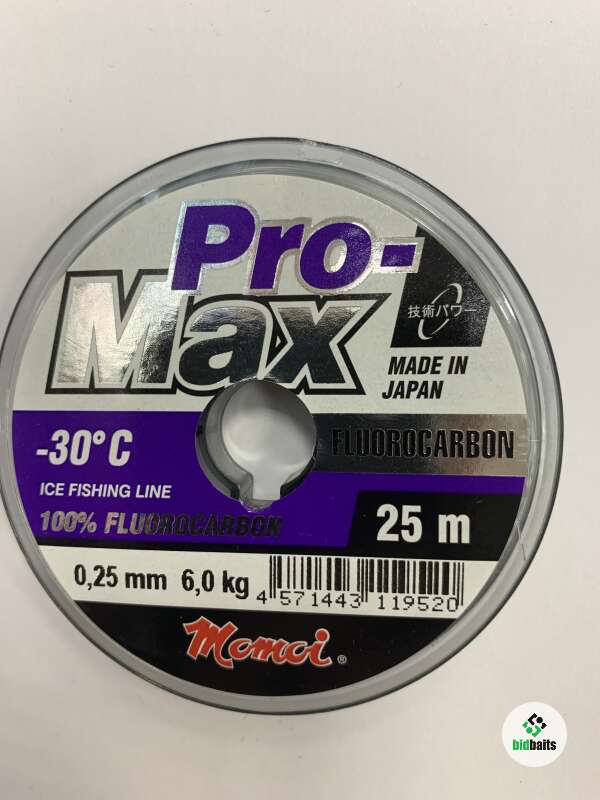 Pro-
Max
技術パワー
MADE IN
JAPAN
-30°C
FLUOROCARBON
ICE FISHING LINE
100% FLUOROCARBON
25 m
0,25 mm 6,0 kg
4 571443 119520
Momoi ®
bidbaits